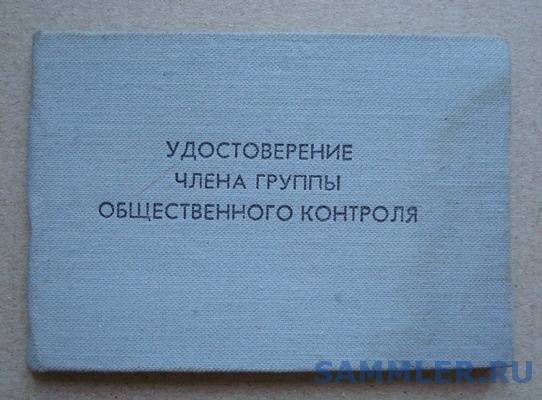 УДОСТОВЕРЕНИЕ
ЧЛЕНА ГРУППЫ
ОБЩЕСТВЕННОГО КОНТРОЛЯ
SAMMLER.RU